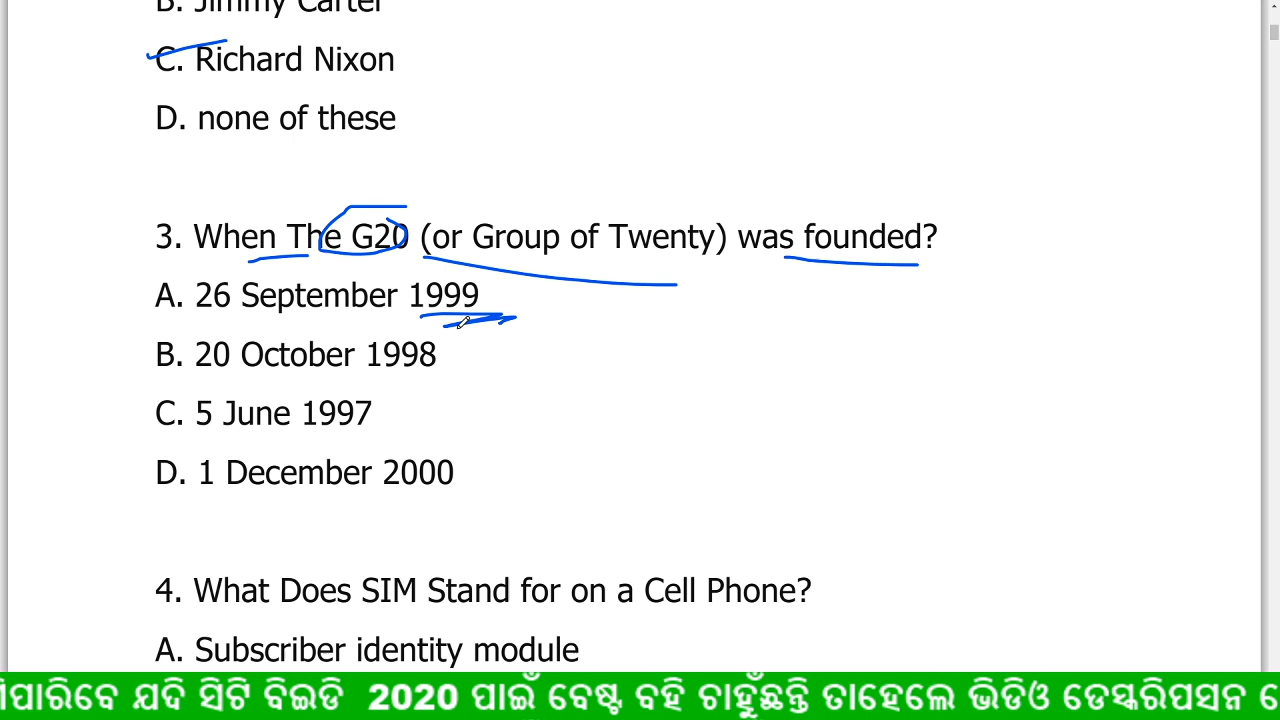 B. Jimmy Carter
C. Richard Nixon
D. none of these
3. When The G20 (or Group of Twenty) was founded?
A. 26 September 1999
B. 20 October 1998
C. 5 June 1997
D. 1 December 2000
4. What Does SIM Stand for on a Cell Phone?
A. Subscriber identity module
ପାରିବେ ଯଦି ସିଟି ବିଇଡି 2020 ପାଇଁ ବେଷ୍ଟ ବହି ଚାହୁଁଛନ୍ତି ତାହେଲେ ଭିଡିଓ ଡେସ୍କରିପସନ